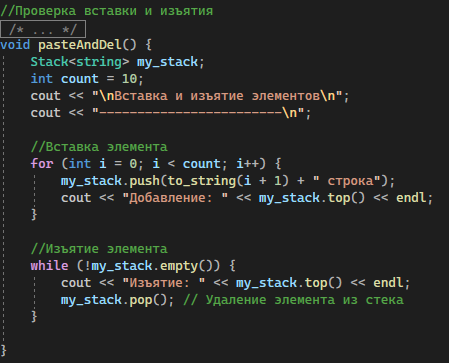 //Проверка вставки и изъятия
/* ... */
void pasteAndDel() {
    Stack<string> my_stack;
    int count = 10;
    cout << "\nВставка и изъятие элементов\n";
    cout << "------------------------\n";
    //Вставка элемента
    for (int i = 0; i < count; i++) {
        my_stack.push(to_string(i + 1) + " строка");
        cout << "Добавление: " << my_stack.top() << endl;
    }
    //Изъятие элемента
    while (!my_stack.empty()) {
        cout << "Изъятие: " << my_stack.top() << endl;
        my_stack.pop(); // Удаление элемента из стека
    }
}